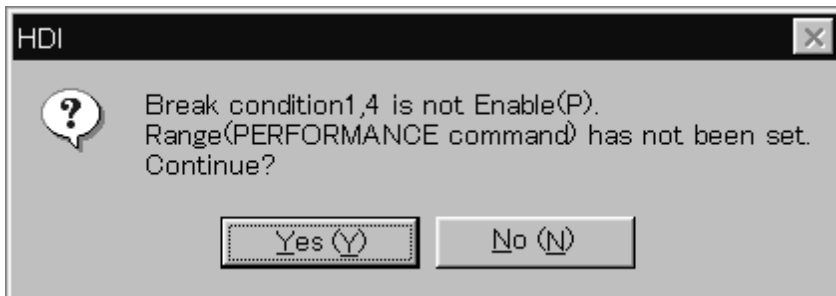 HDI
Break condition1,4 is not Enable(P).
Range(PERFORMANCE command) has not been set.
Continue?
Yes (Y)
No (N)